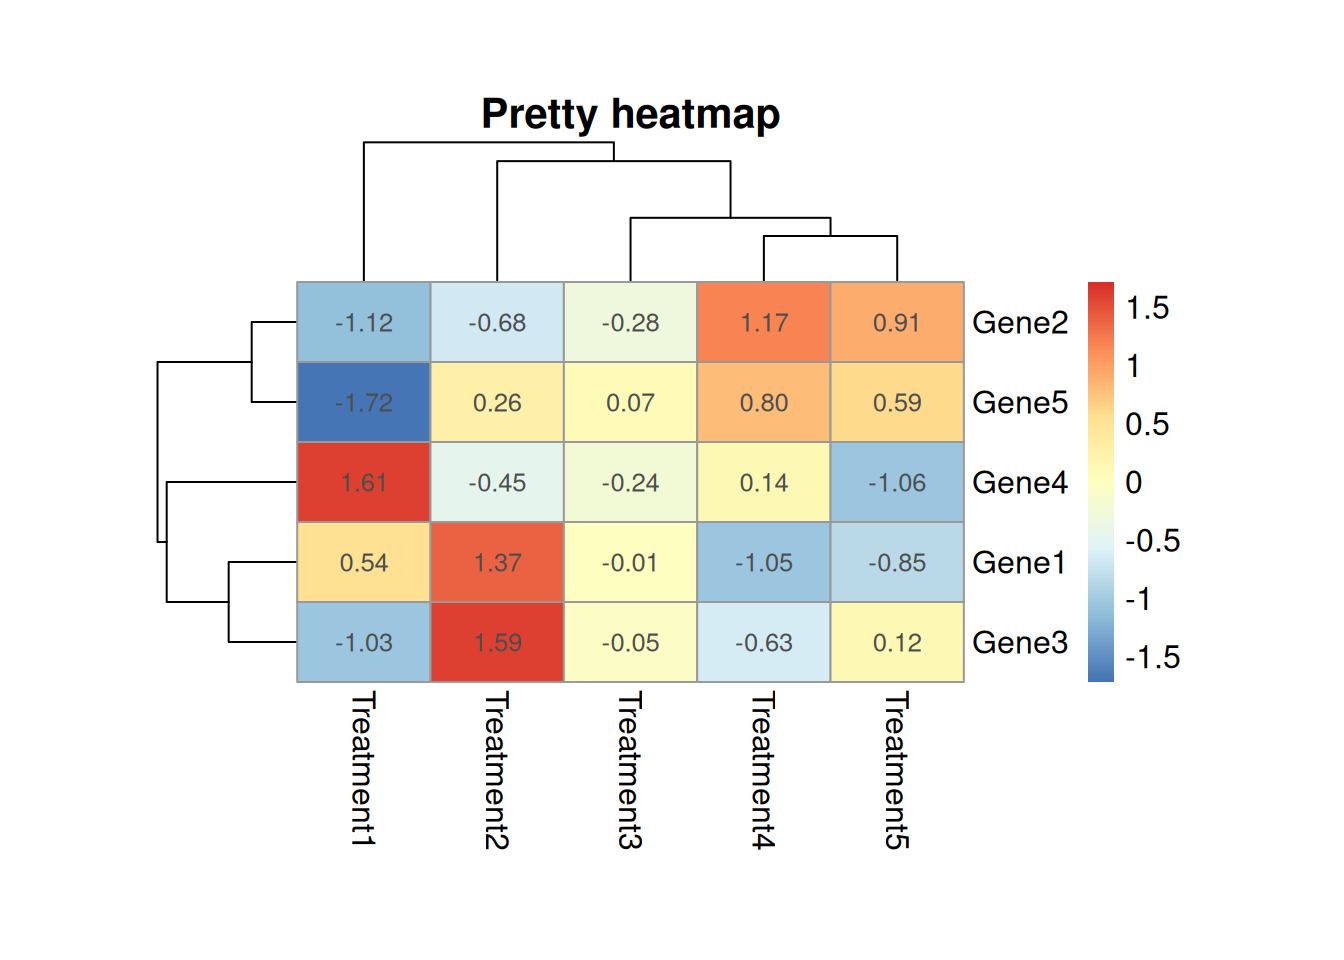 Pretty heatmap
-1.12 -0.68 -0.28 1.17 0.91 Gene2
-1.72 0.26 0.07 0.80 0.59 Gene5
1.61 -0.45 -0.24 0.14 -1.06 Gene4
0.54 1.37 -0.01 -1.05 -0.85 Gene1
-1.03 1.59 -0.05 -0.63 0.12 Gene3
Treatment1
Treatment2
Treatment3
Treatment4
Treatment5
1.5
1
0.5
0
-0.5
-1
-1.5